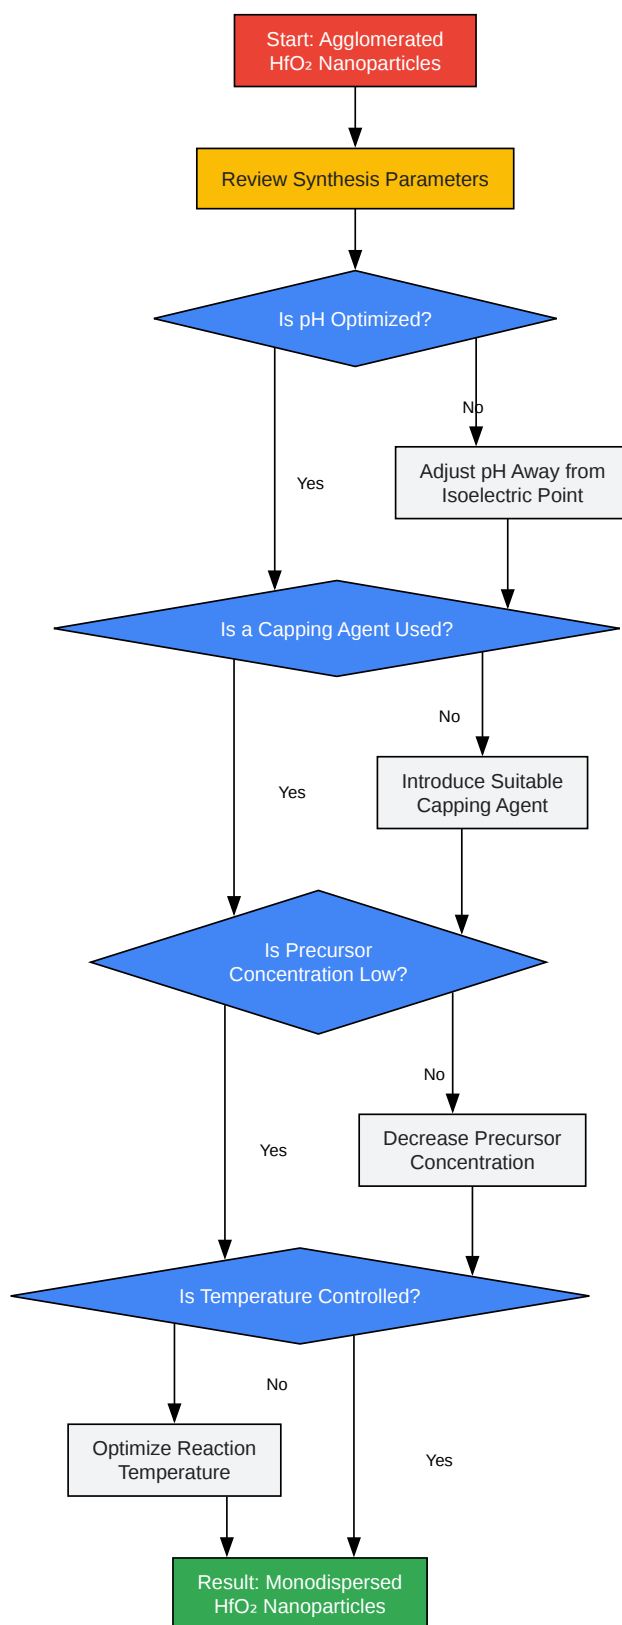 Start: Agglomerated
HfO₂ Nanoparticles
Review Synthesis Parameters
Is pH Optimized?
No
Adjust pH Away from
Isoelectric Point
Yes
Is a Capping Agent Used?
No
Introduce Suitable
Capping Agent
Yes
Is Precursor
Concentration Low?
No
Decrease Precursor
Concentration
Yes
Is Temperature Controlled?
No
Optimize Reaction
Temperature
Yes
Result: Monodispersed
HfO₂ Nanoparticles